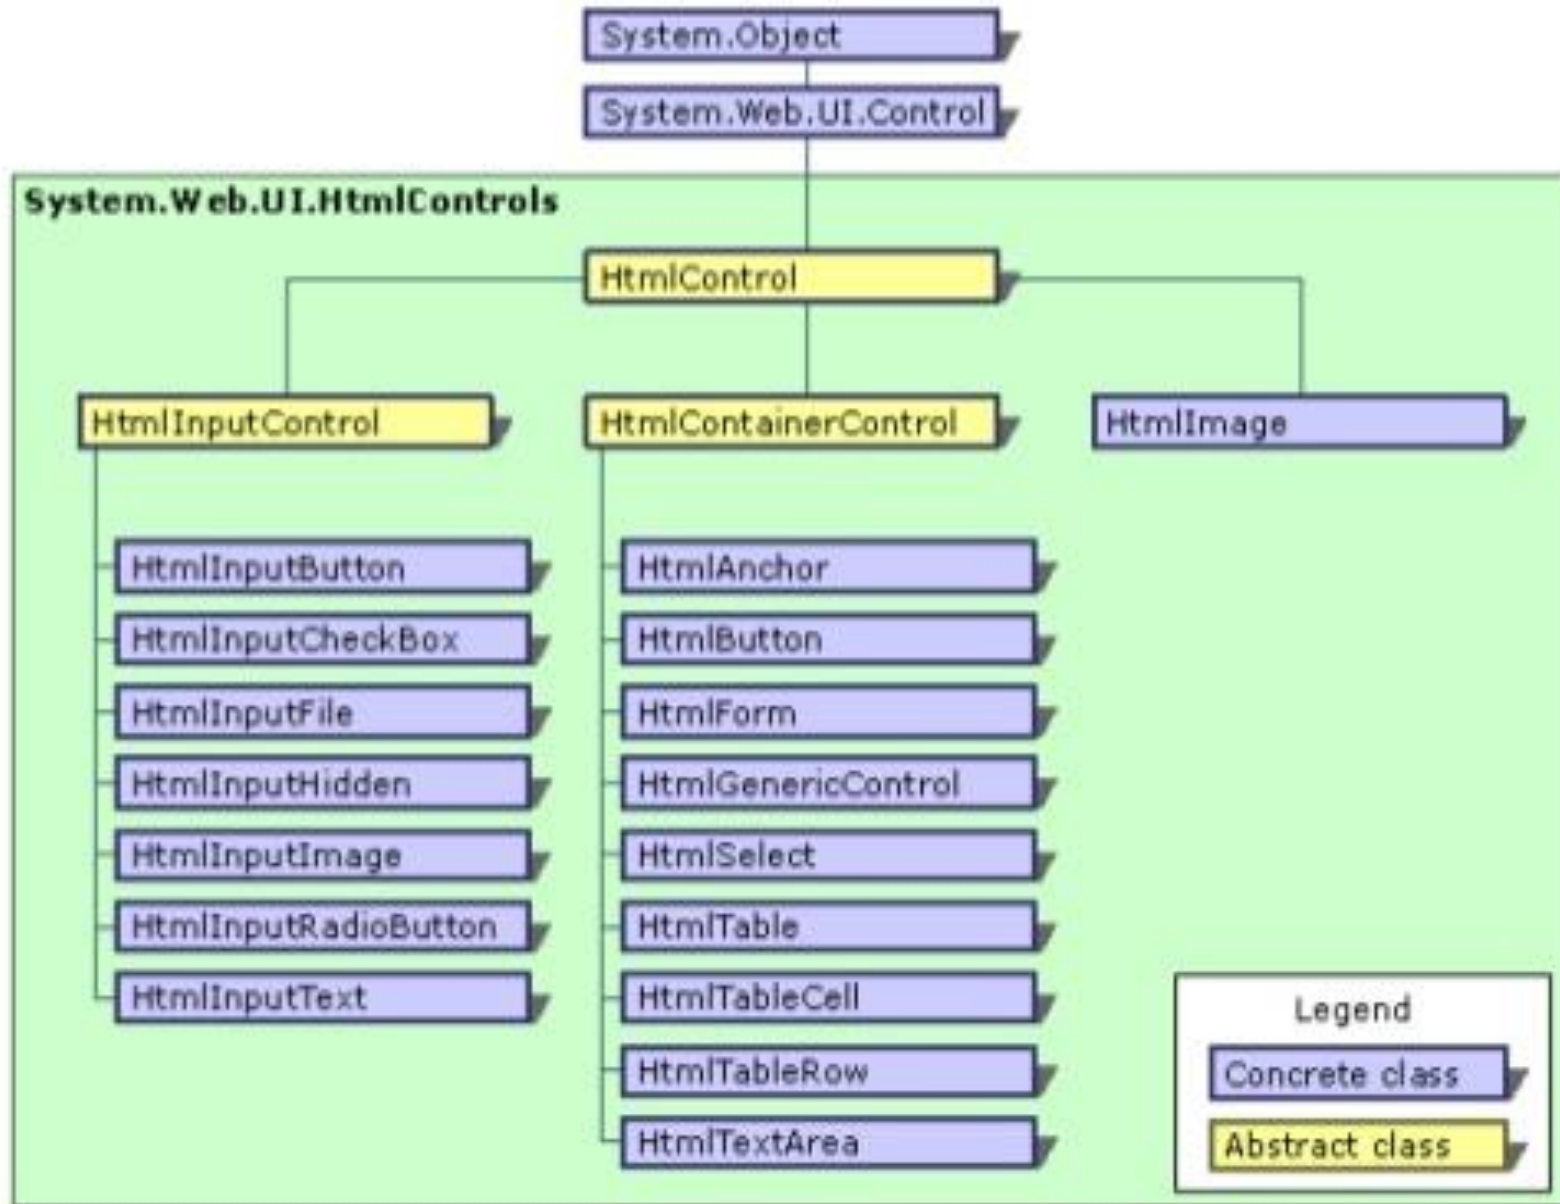 System.Object
System.Web.UI.Control
System.Web.UI.HtmlControls
HtmlControl
HtmlInputControl
HtmlContainerControl
HtmlImage
HtmlInputButton
HtmlInputCheckBox
HtmlInputFile
HtmlInputHidden
HtmlInputImage
HtmlInputRadioButton
HtmlInputText
HtmlAnchor
HtmlButton
HtmlForm
HtmlGenericControl
HtmlSelect
HtmlTable
HtmlTableCell
HtmlTableRow
HtmlTextArea
Legend
Concrete class
Abstract class